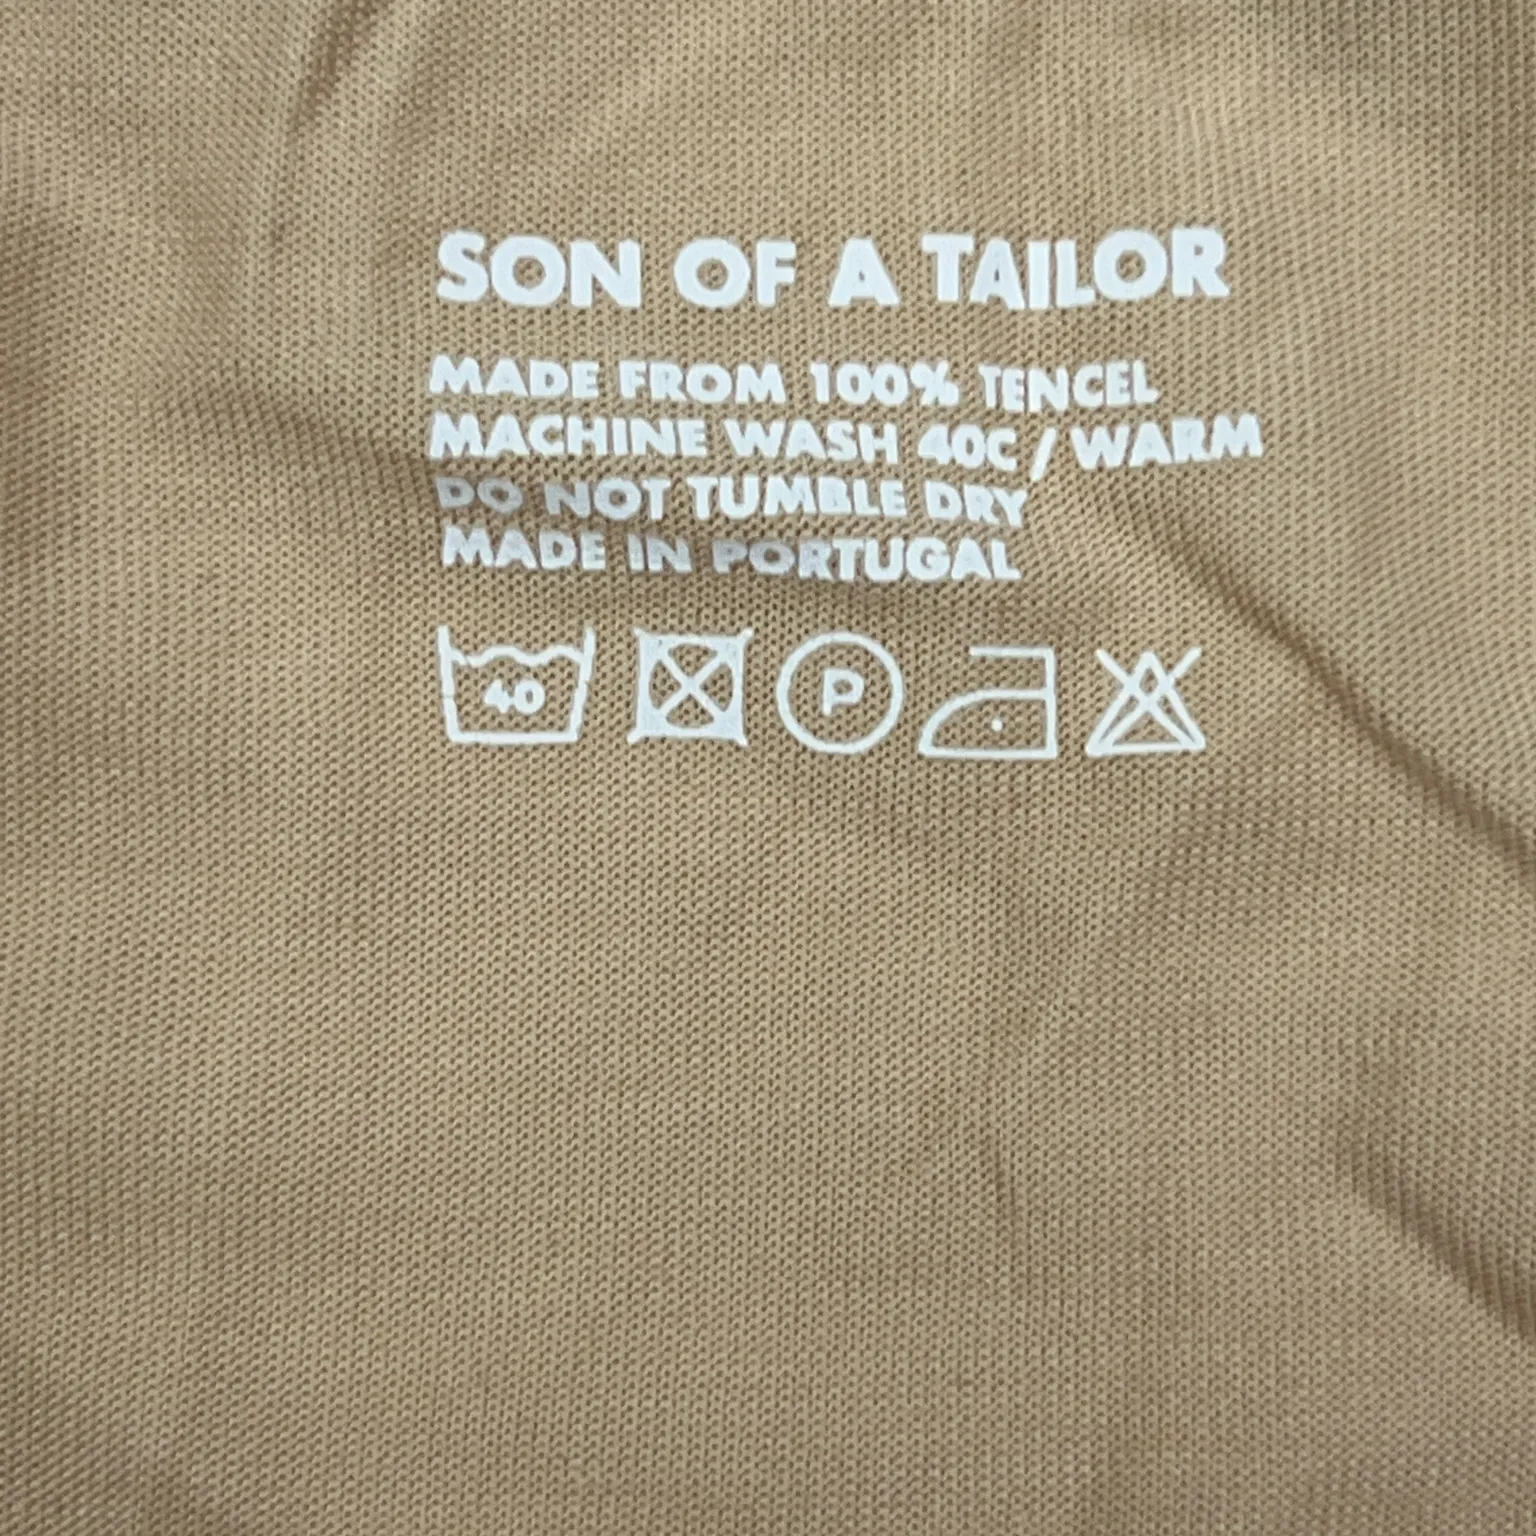 SON OF A TAILOR
MADE FROM 100% TENCEL
MACHINE WASH 40C / WARM
DO NOT TUMBLE DRY
MADE IN PORTUGAL
40 P